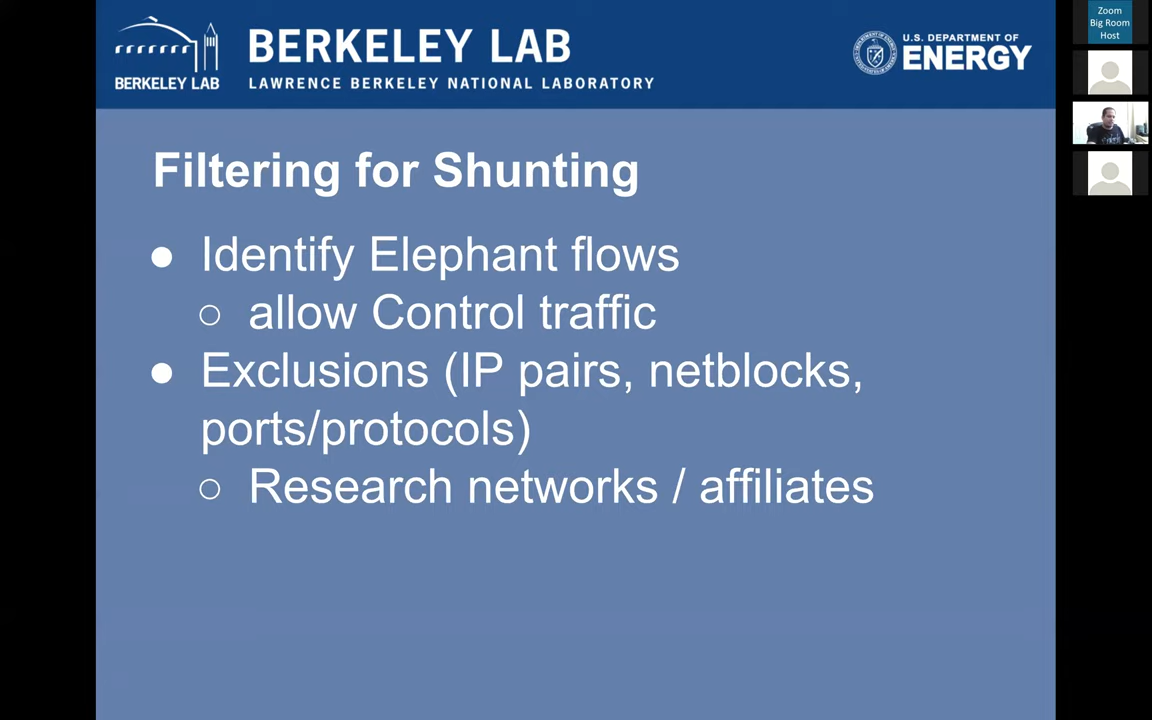 BERKELEY LAB
BERKELEY LAB
LAWRENCE BERKELEY NATIONAL LABORATORY
U.S. DEPARTMENT OF
ENERGY
Zoom
Big Room
Host
Filtering for Shunting
● Identify Elephant flows
○ allow Control traffic
● Exclusions (IP pairs, netblocks,
ports/protocols)
○ Research networks / affiliates